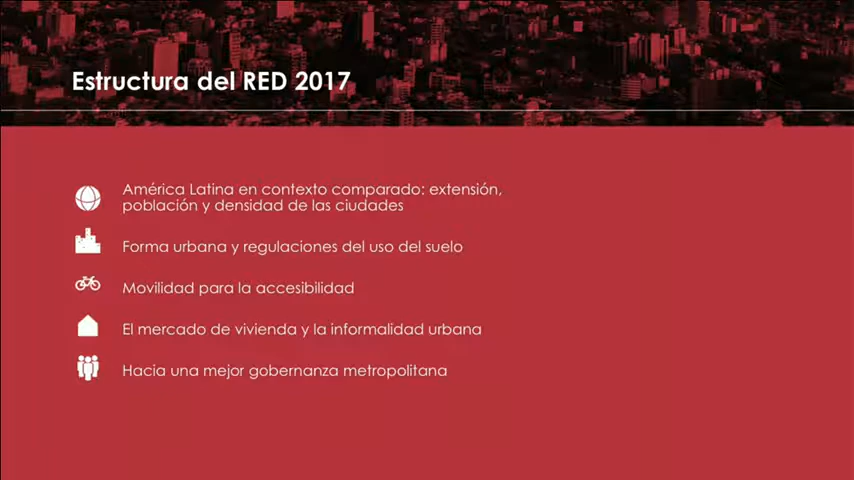 Estructura del RED 2017
América Latina en contexto comparado: extensión,
población y densidad de las ciudades
Forma urbana y regulaciones del uso del suelo
Movilidad para la accesibilidad
El mercado de vivienda y la informalidad urbana
Hacia una mejor gobernanza metropolitana